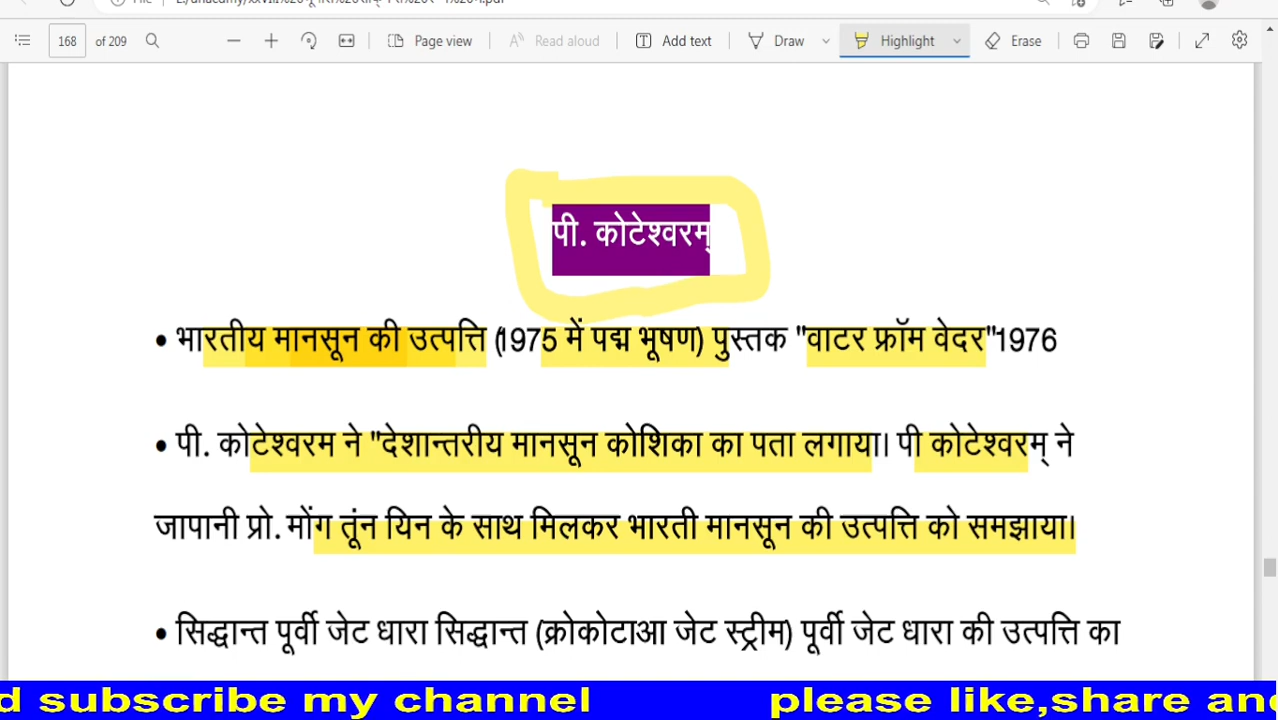 168 of 209 Page view Read aloud Add text Draw Highlight Erase
पी. कोटेश्वरम्
• भारतीय मानसून की उत्पत्ति (1975 में पद्म भूषण) पुस्तक "वाटर फ्रॉम वेदर"1976
• पी. कोटेश्वरम ने "देशान्तरीय मानसून कोशिका का पता लगाया। पी कोटेश्वरम् ने
जापानी प्रो. मोंग तूंन यिन के साथ मिलकर भारती मानसून की उत्पत्ति को समझाया।
• सिद्धान्त पूर्वी जेट धारा सिद्धान्त (क्रोकोटाआ जेट स्ट्रीम) पूर्वी जेट धारा की उत्पत्ति का
subscribe my channel please like,share